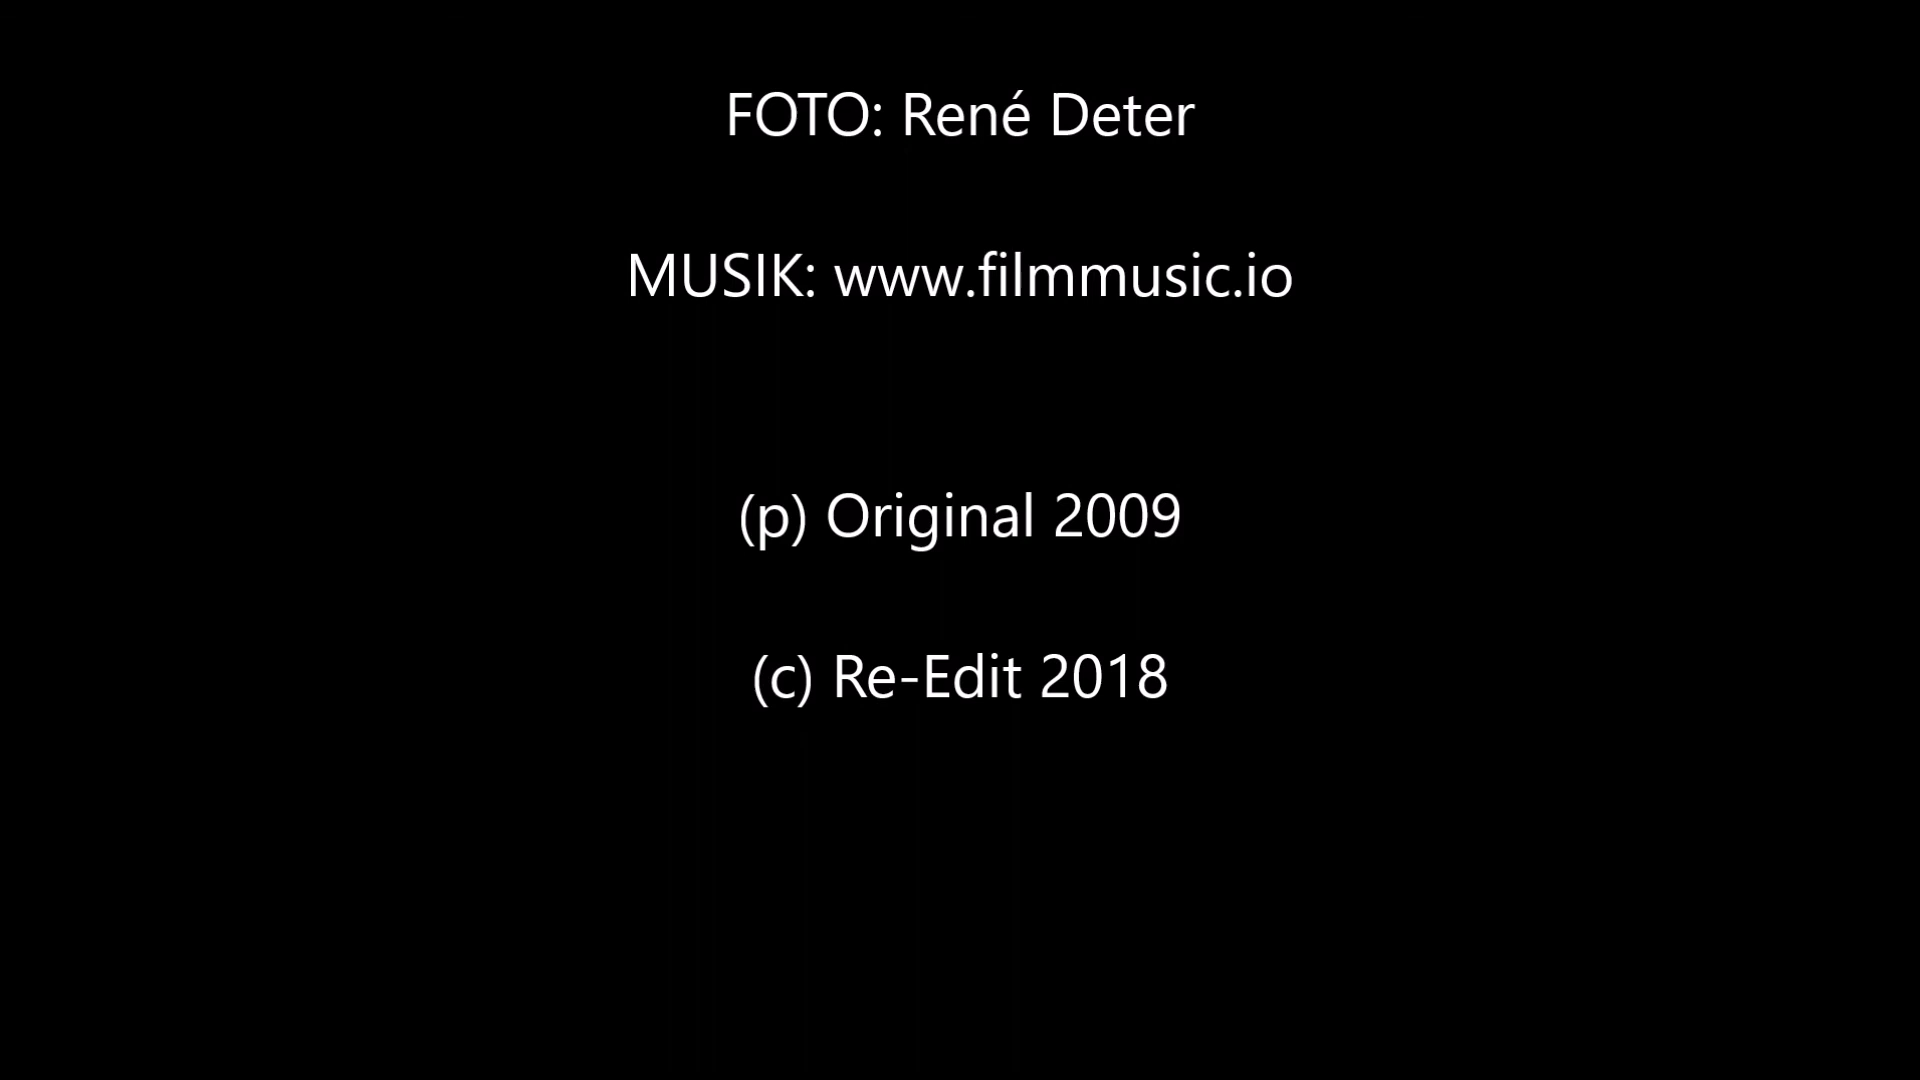 FOTO: René Deter
MUSIK: www.filmmusic.io
(p) Original 2009
(c) Re-Edit 2018